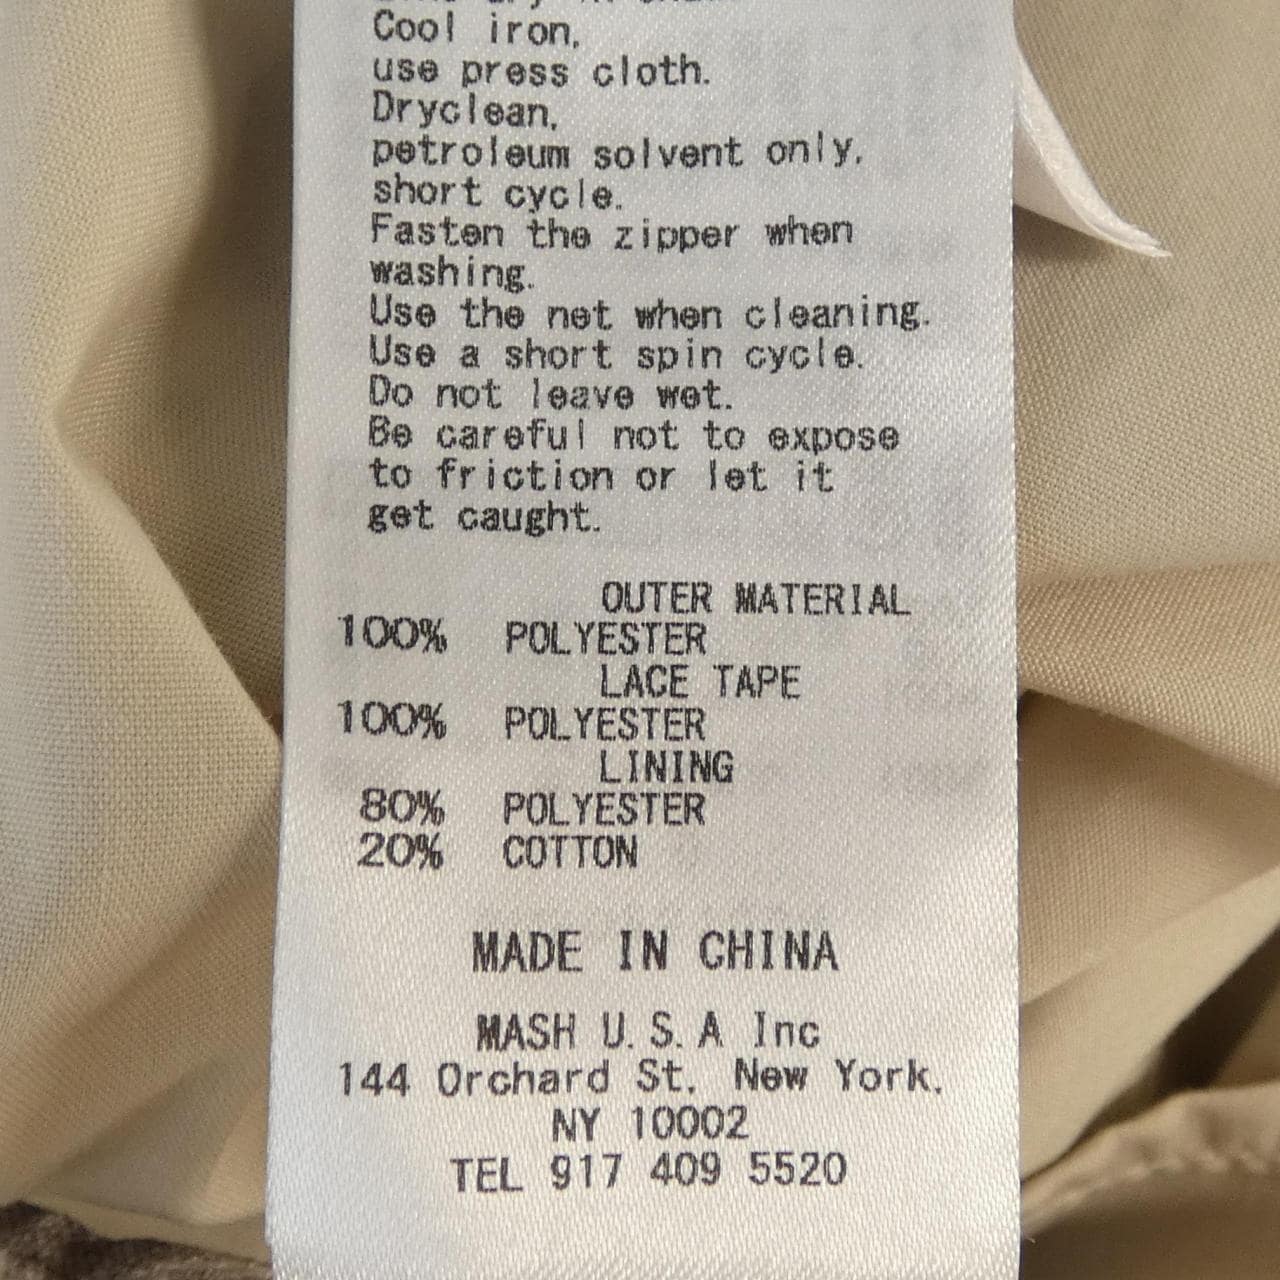 Cool iron,
use press cloth.
Dryclean,
petroleum solvent only,
short cycle.
Fasten the zipper when
washing.
Use the net when cleaning.
Use a short spin cycle.
Do not leave wet.
Be careful not to expose
to friction or let it
get caught.
OUTER MATERIAL
100% POLYESTER
LACE TAPE
100% POLYESTER
LINING
80% POLYESTER
20% COTTON
MADE IN CHINA
MASH U.S.A Inc
144 Orchard St. New York,
NY 10002
TEL 917 409 5520